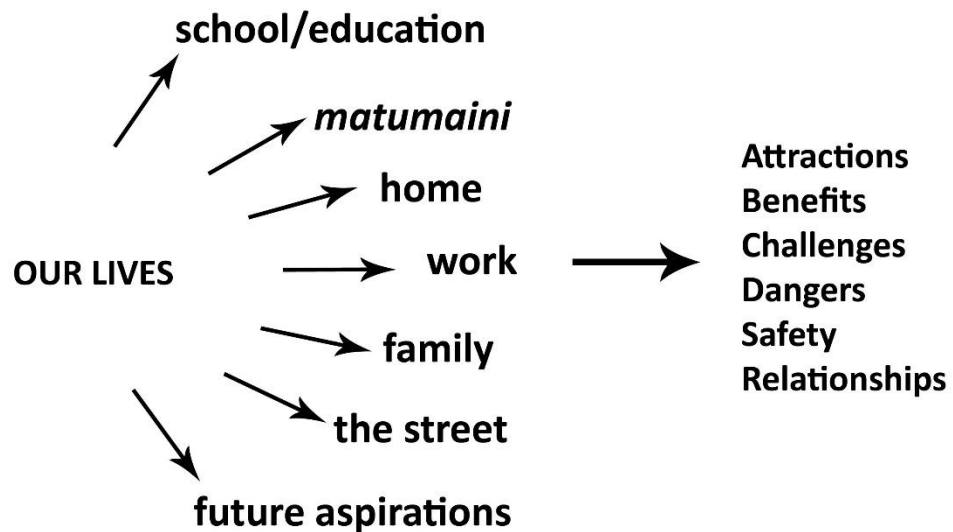 school/education
matumaini
home
OUR LIVES
work
family
the street
future aspirations
Attractions
Benefits
Challenges
Dangers
Safety
Relationships